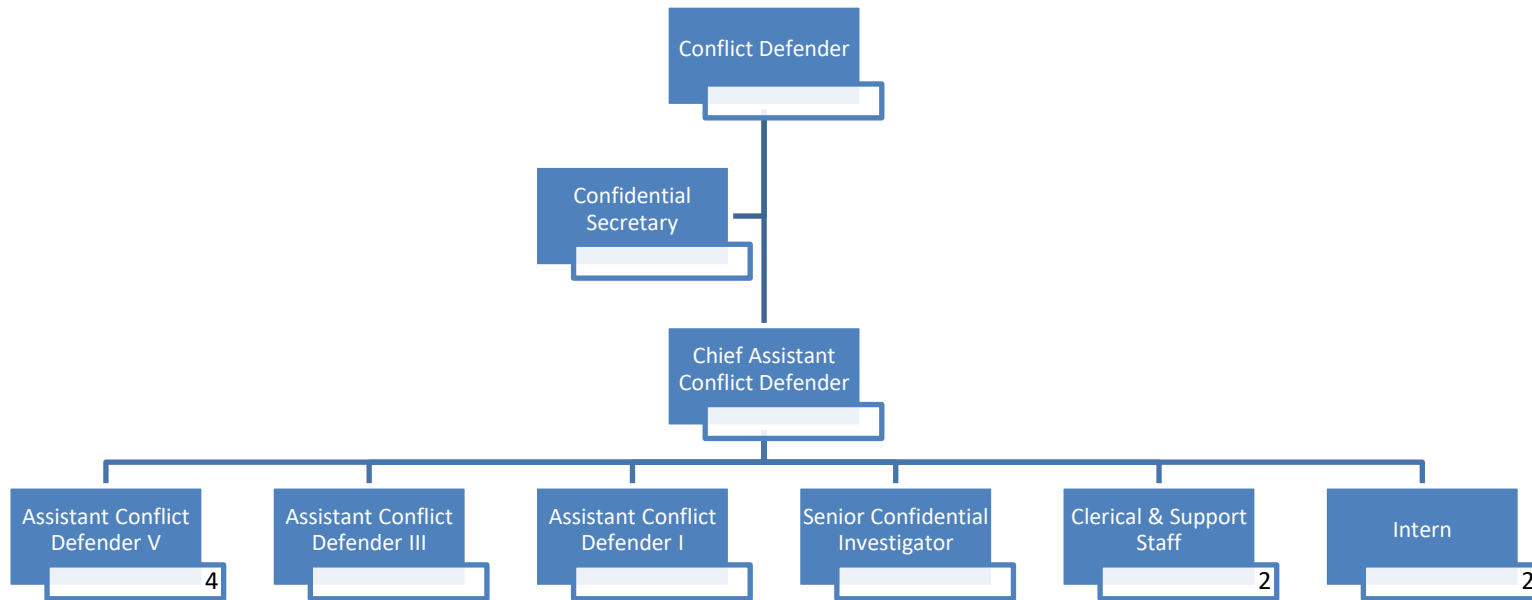 Conflict Defender
Confidential
Secretary
Chief Assistant
Conflict Defender
Assistant Conflict
Defender V
4
Assistant Conflict
Defender III
Assistant Conflict
Defender I
Senior Confidential
Investigator
Clerical & Support
Staff
2
Intern
2